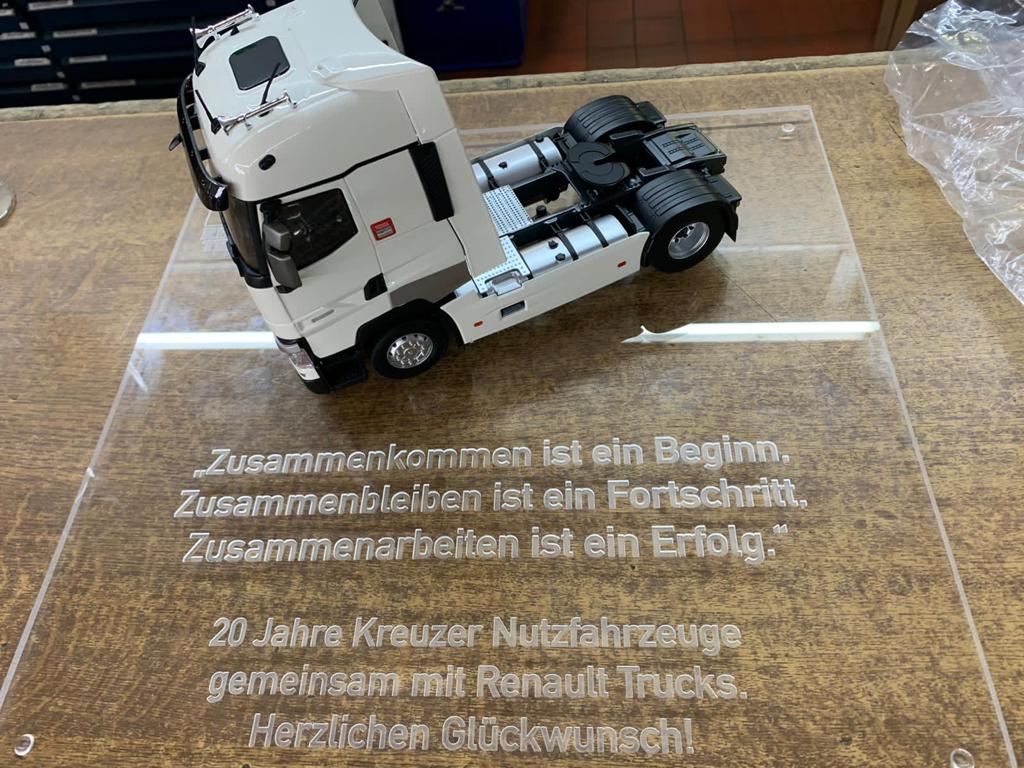 „Zusammenkommen ist ein Beginn,
Zusammenbleiben ist ein Fortschritt,
Zusammenarbeiten ist ein Erfolg."
20 Jahre Kreuzer Nutzfahrzeuge
gemeinsam mit Renault Trucks.
Herzlichen Glückwunsch!